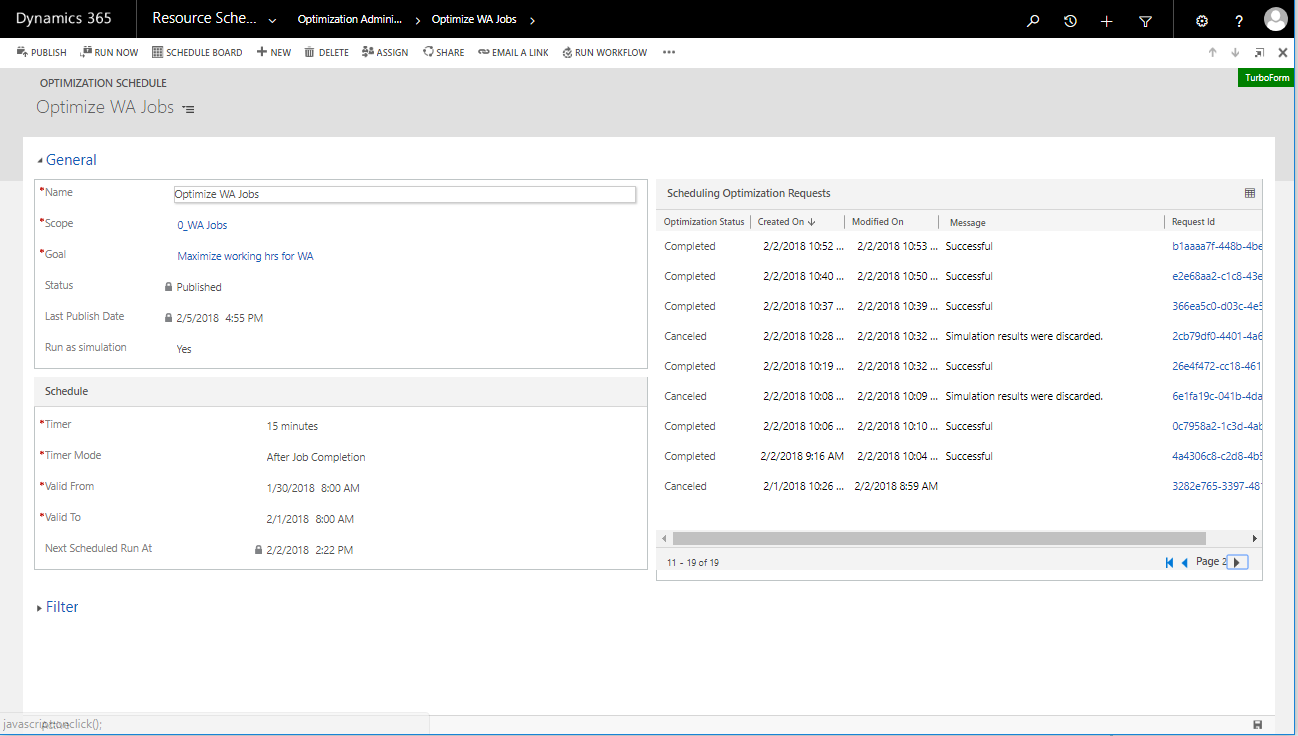 Dynamics 365 Resource Sche... Optimization Admini... Optimize WA Jobs
PUBLISH RUN NOW SCHEDULE BOARD NEW DELETE ASSIGN SHARE EMAIL A LINK RUN WORKFLOW
TurboForm
OPTIMIZATION SCHEDULE
Optimize WA Jobs
General
*Name Optimize WA Jobs
*Scope 0_WA Jobs
*Goal Maximize working hrs for WA
Status Published
Last Publish Date 2/5/2018 4:55 PM
Run as simulation Yes
Schedule
*Timer 15 minutes
*Timer Mode After Job Completion
*Valid From 1/30/2018 8:00 AM
*Valid To 2/1/2018 8:00 AM
Next Scheduled Run At 2/2/2018 2:22 PM
Scheduling Optimization Requests
Optimization Status Created On ↓ Modified On Message Request Id
Completed 2/2/2018 10:52 ... 2/2/2018 10:53 ... Successful b1aaaa7f-448b-4be
Completed 2/2/2018 10:40 ... 2/2/2018 10:50 ... Successful e2e68aa2-c1c8-43e
Completed 2/2/2018 10:37 ... 2/2/2018 10:39 ... Successful 366ea5c0-d03c-4e5
Canceled 2/2/2018 10:28 ... 2/2/2018 10:32 ... Simulation results were discarded. 2cb79df0-4401-4a6
Completed 2/2/2018 10:19 ... 2/2/2018 10:32 ... Successful 26e4f472-cc18-461
Canceled 2/2/2018 10:08 ... 2/2/2018 10:09 ... Simulation results were discarded. 6e1fa19c-041b-4da
Completed 2/2/2018 10:06 ... 2/2/2018 10:10 ... Successful 0c7958a2-1c3d-4ab
Completed 2/2/2018 9:16 AM 2/2/2018 10:04 ... Successful 4a4306c8-c2d8-4b5
Canceled 2/1/2018 10:26 ... 2/2/2018 8:59 AM 3282e765-3397-481
11 - 19 of 19 Page 2
Filter